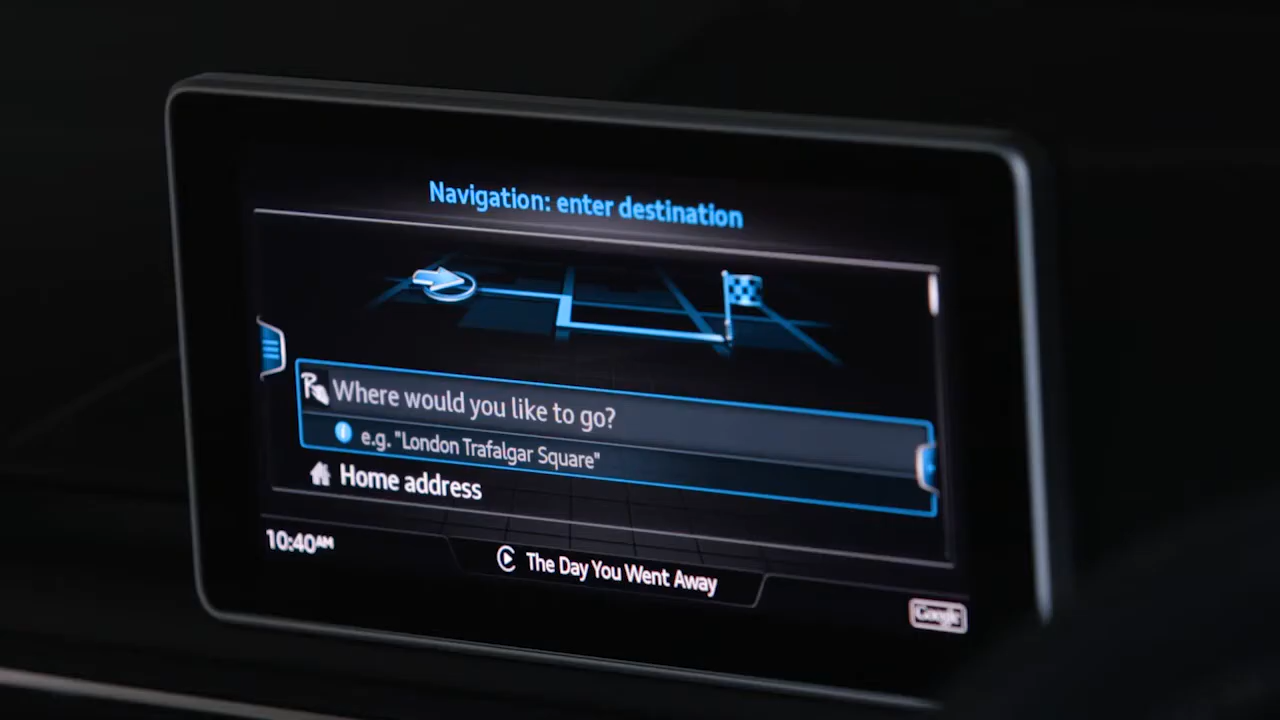 Navigation: enter destination
Where would you like to go?
e.g. "London Trafalgar Square"
Home address
10:40AM
The Day You Went Away
Google